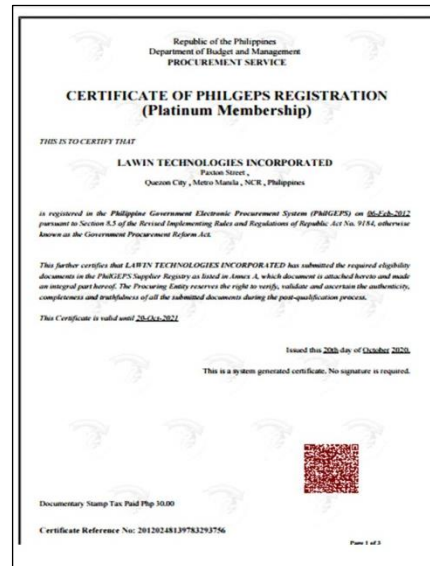 Republic of the Philippines
Department of Budget and Management
PROCUREMENT SERVICE
CERTIFICATE OF PHILGEPS REGISTRATION
(Platinum Membership)
THIS IS TO CERTIFY THAT
LAWIN TECHNOLOGIES INCORPORATED
Paxton Street ,
Quezon City , Metro Manila , NCR , Philippines
is registered in the Philippine Government Electronic Procurement System (PhilGEPS) on 06-Feb-2012
pursuant to Section 8.5 of the Revised Implementing Rules and Regulations of Republic Act No. 9184, otherwise
known as the Government Procurement Reform Act.
This further certifies that LAWIN TECHNOLOGIES INCORPORATED has submitted the required eligibility
documents in the PhilGEPS Supplier Registry as listed in Annex A, which document is attached hereto and made
an integral part hereof. The Procuring Entity reserves the right to verify, validate and ascertain the authenticity,
completeness and truthfulness of all the submitted documents during the post-qualification process.
This Certificate is valid until 20-Oct-2021
Issued this 20th day of October 2020.
This is a system generated certificate. No signature is required.
Documentary Stamp Tax Paid Php 30.00
Certificate Reference No: 20120248139783293756
Page 1 of 3